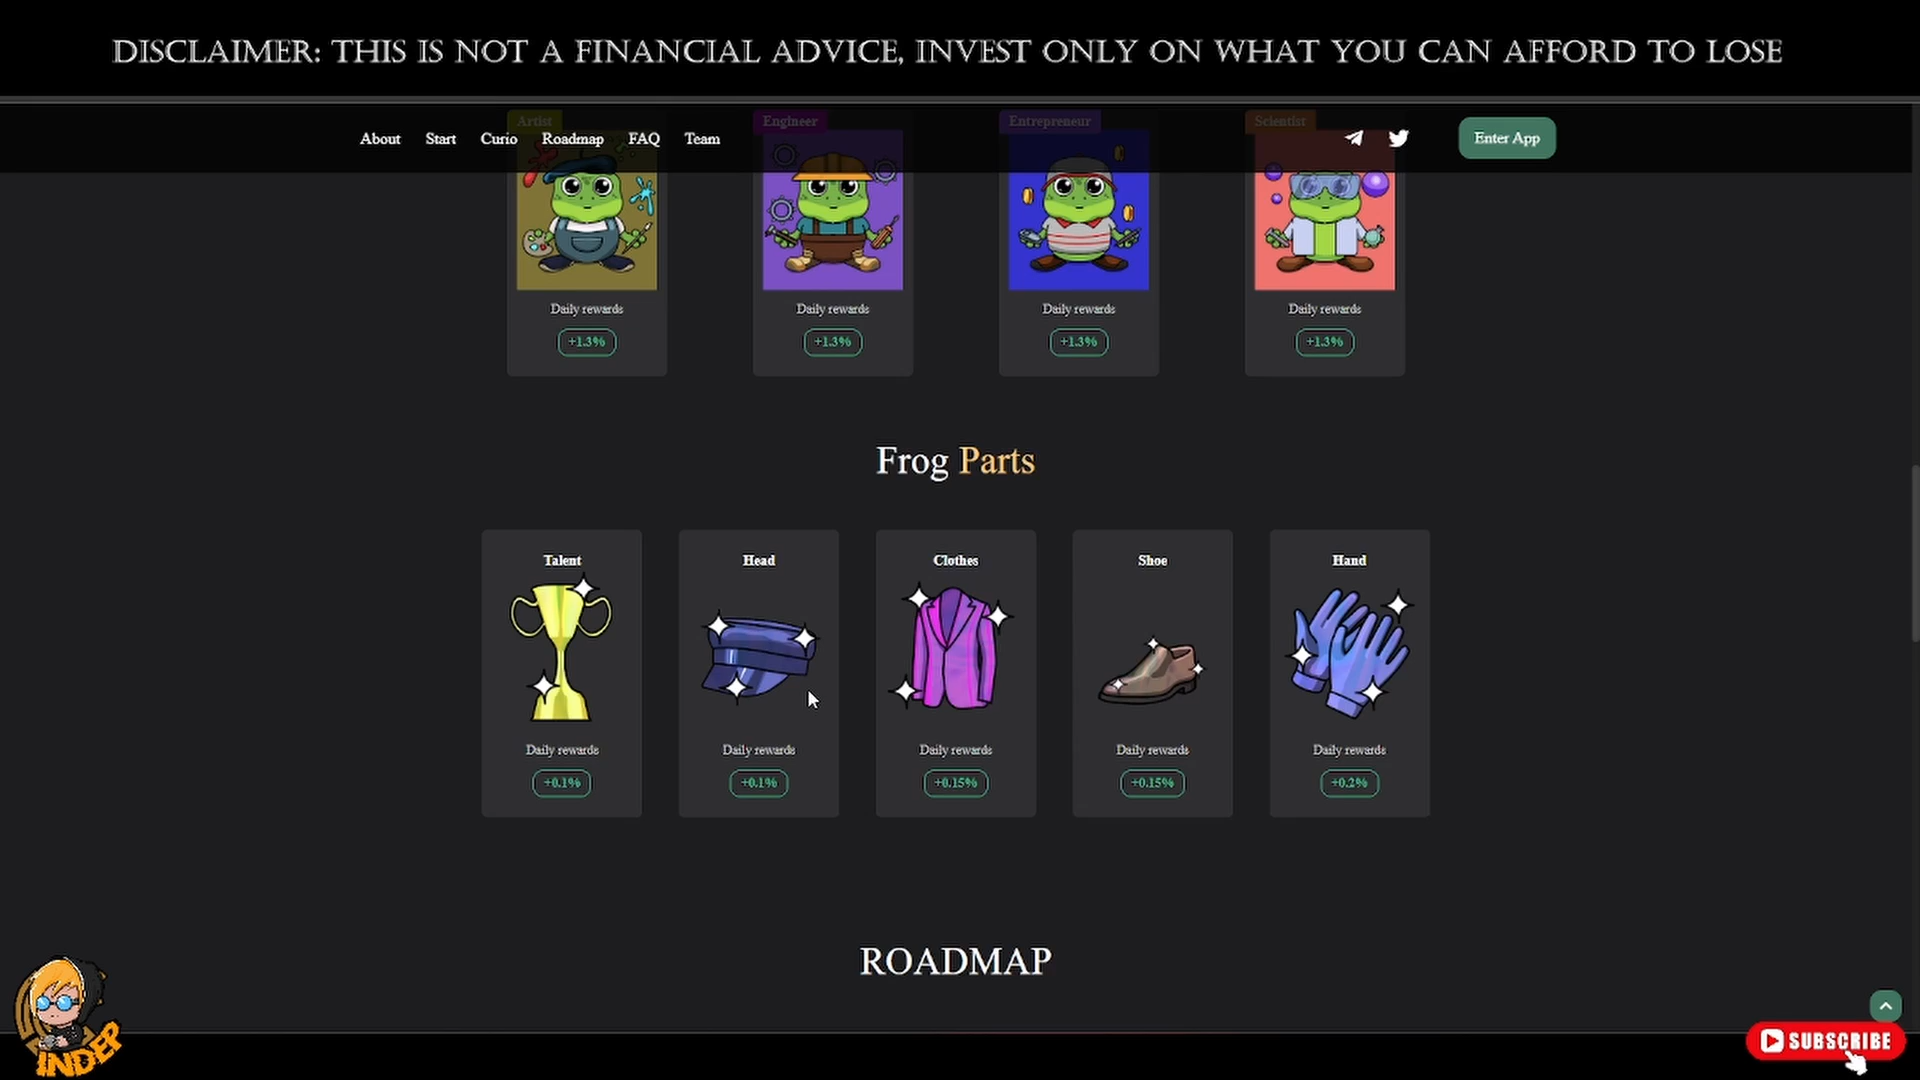 DISCLAIMER: THIS IS NOT A FINANCIAL ADVICE, INVEST ONLY ON WHAT YOU CAN AFFORD TO LOSE
Artist Engineer Entrepreneur Scientist
About Start Curio Roadmap FAQ Team Enter App
Daily rewards Daily rewards Daily rewards Daily rewards
+1.3% +1.3% +1.3% +1.3%
Frog Parts
Talent Head Clothes Shoe Hand
Daily rewards Daily rewards Daily rewards Daily rewards Daily rewards
+0.1% +0.1% +0.15% +0.15% +0.2%
ROADMAP
INDEP
SUBSCRIBE